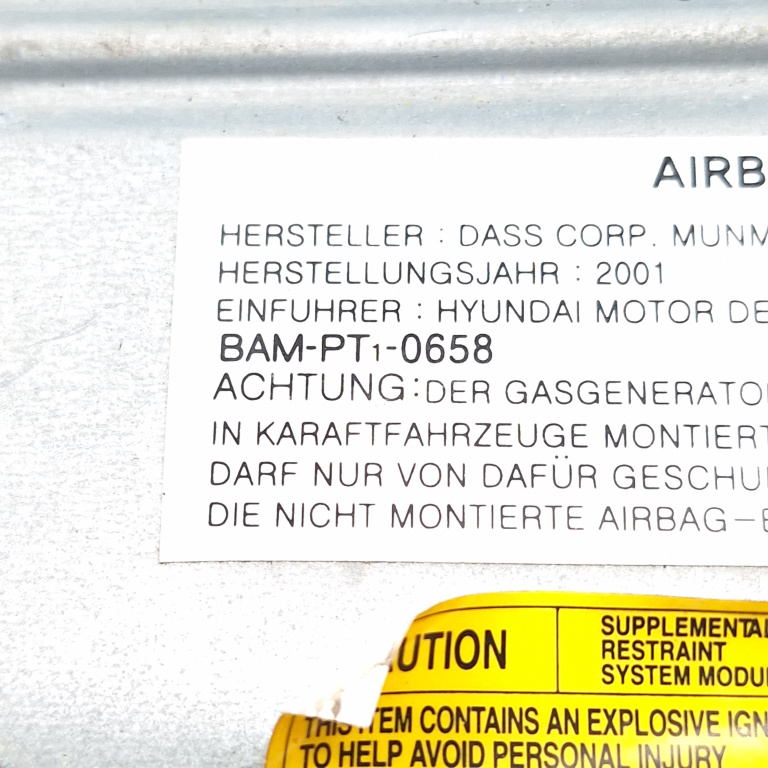 AIRB
HERSTELLER : DASS CORP. MUNM
HERSTELLUNGSJAHR : 2001
EINFUHRER : HYUNDAI MOTOR DE
BAM-PT1-0658
ACHTUNG:DER GASGENERATO
IN KARAFTFAHRZEUGE MONTIERT
DARF NUR VON DAFÜR GESCHU
DIE NICHT MONTIERTE AIRBAG-E
UTION
SUPPLEMENTAL
RESTRAINT
SYSTEM MODU
THIS ITEM CONTAINS AN EXPLOSIVE IGN
TO HELP AVOID PERSONAL INJURY